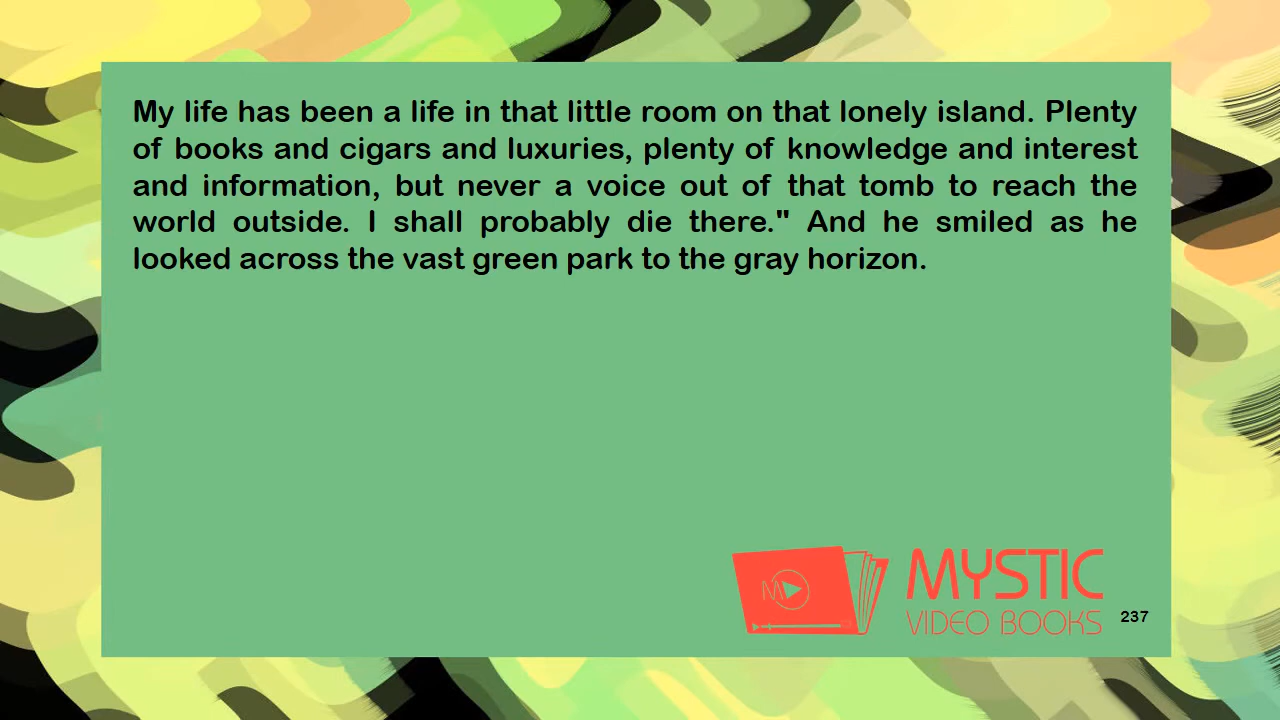 My life has been a life in that little room on that lonely island. Plenty
of books and cigars and luxuries, plenty of knowledge and interest
and information, but never a voice out of that tomb to reach the
world outside. I shall probably die there." And he smiled as he
looked across the vast green park to the gray horizon.
M
MYSTIC
VIDEO BOOKS
237